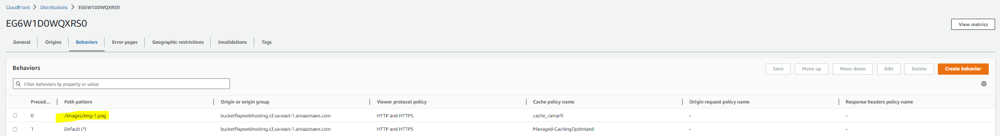 CloudFront > Distributions > EG6W1D0WQXRS0
EG6W1D0WQXRS0
View metrics
General Origins Behaviors Error pages Geographic restrictions Invalidations Tags
Behaviors
Save Move up Move down Edit Delete Create behavior
Filter behaviors by property or value
Preced... Path pattern Origin or origin group Viewer protocol policy Cache policy name Origin request policy name Response headers policy name
0 /images/img-1.png bucketfiapwebhosting.s3.sa-east-1.amazonaws.com HTTP and HTTPS cache_ramarfr - -
1 Default (*) bucketfiapwebhosting.s3.sa-east-1.amazonaws.com HTTP and HTTPS Managed-CachingOptimized - -